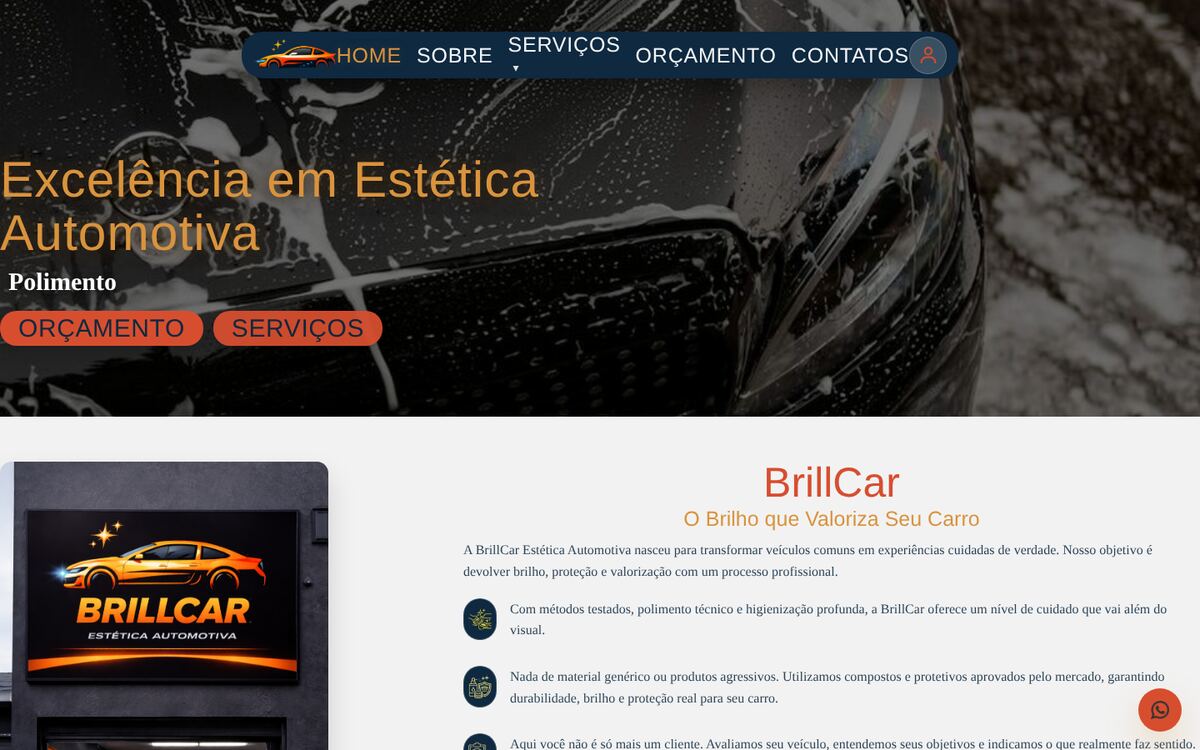 HOME SOBRE SERVIÇOS ▾ ORÇAMENTO CONTATOS
Excelência em Estética
Automotiva
Polimento
ORÇAMENTO SERVIÇOS
BRILLCAR
ESTÉTICA AUTOMOTIVA
BrillCar
O Brilho que Valoriza Seu Carro
A BrillCar Estética Automotiva nasceu para transformar veículos comuns em experiências cuidadas de verdade. Nosso objetivo é
devolver brilho, proteção e valorização com um processo profissional.
Com métodos testados, polimento técnico e higienização profunda, a BrillCar oferece um nível de cuidado que vai além do
visual.
Nada de material genérico ou produtos agressivos. Utilizamos compostos e protetivos aprovados pelo mercado, garantindo
durabilidade, brilho e proteção real para seu carro.
Aqui você não é só mais um cliente. Avaliamos seu veículo, entendemos seus objetivos e indicamos o que realmente faz sentido